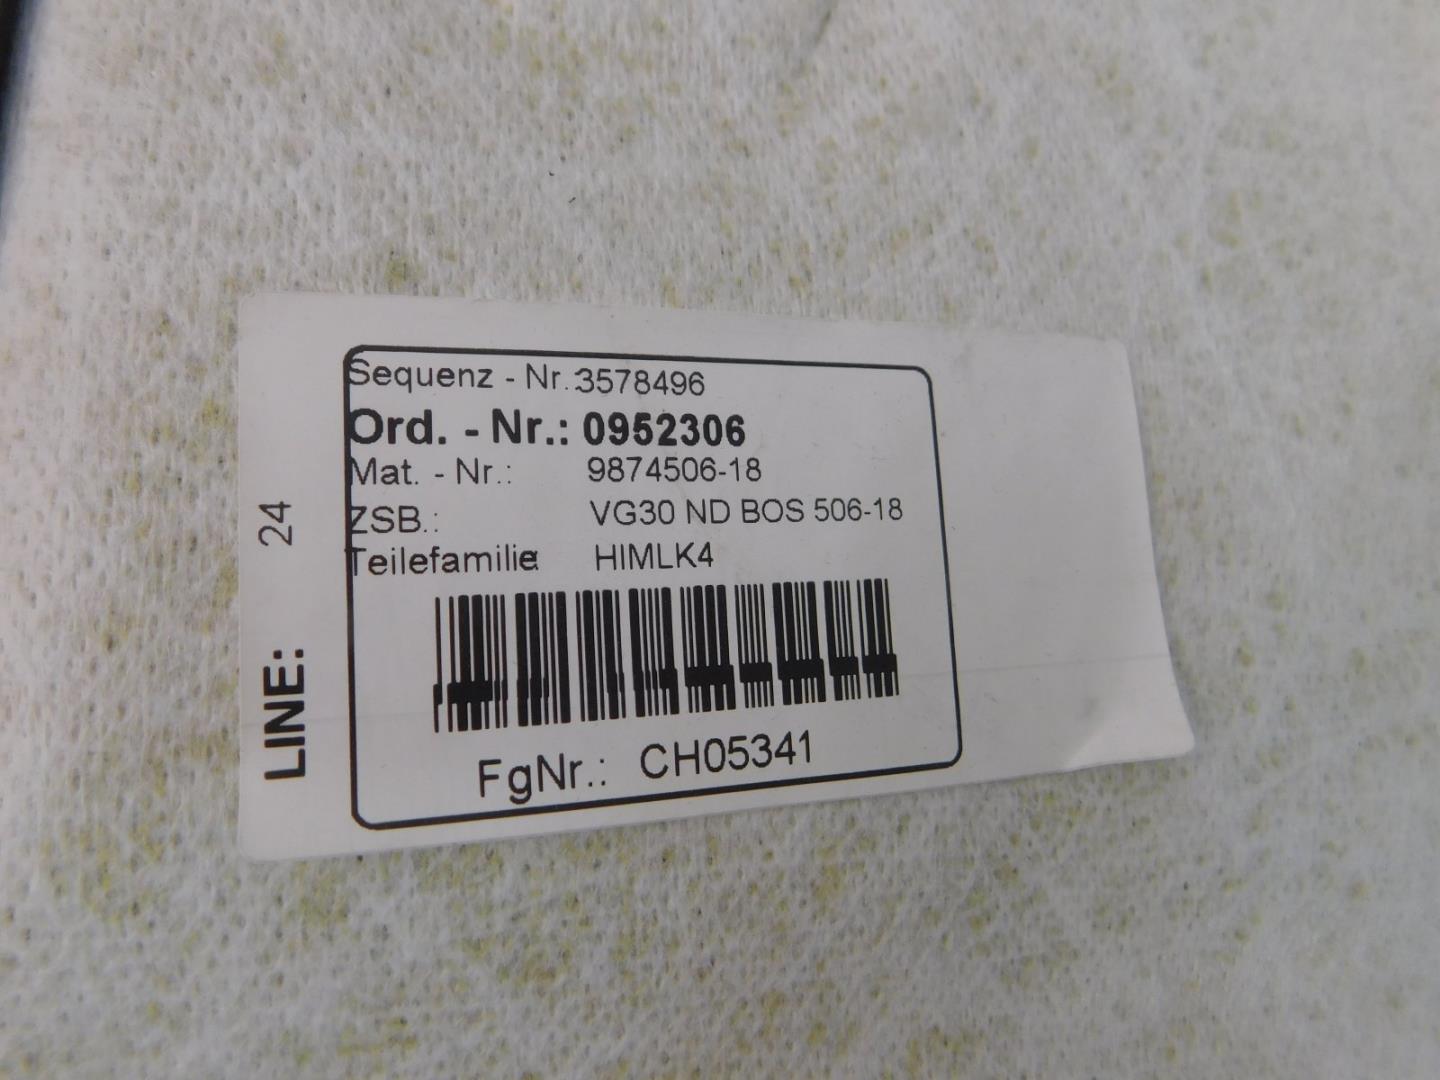 Sequenz - Nr.:3578496
Ord. - Nr.: 0952306
Mat. - Nr.: 9874506-18
ZSB.: VG30 ND BOS 506-18
Teilefamilie: HIMLK4
FgNr.: CH05341
LINE: 24